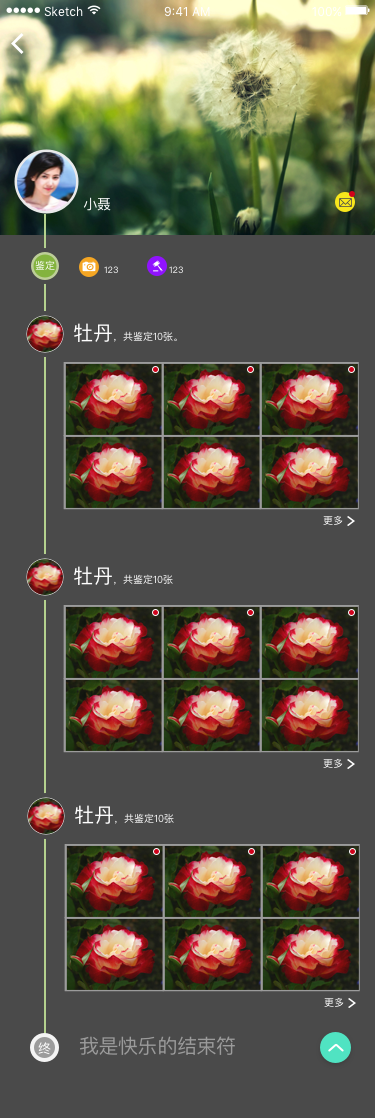 Sketch 9:41 AM
小聂
鉴定 123 123
牡丹，共鉴定10张。
更多
牡丹，共鉴定10张
更多
牡丹，共鉴定10张
更多
终 我是快乐的结束符